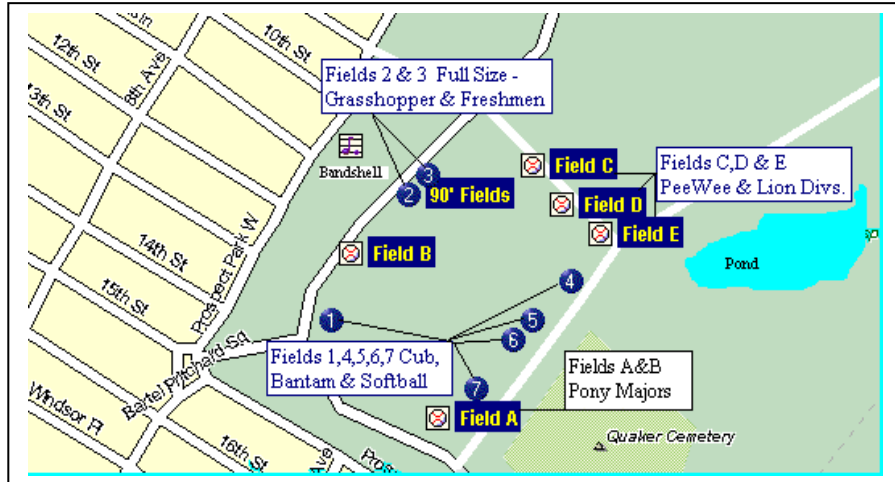 12th St
13th St
8th Ave
10th St
Fields 2 & 3 Full Size -
Grasshopper & Freshmen
Bandshell
3
2
90' Fields
Field C
Field D
Field E
Fields C,D & E
PeeWee & Lion Divs.
Field B
Pond
Prospect Park W
14th St
15th St
4
1
5
6
Bartel Pritchard Sq
Fields 1,4,5,6,7 Cub,
Bantam & Softball
7
Fields A&B
Pony Majors
Field A
Windsor Pl
16th St
Ave
Quaker Cemetery